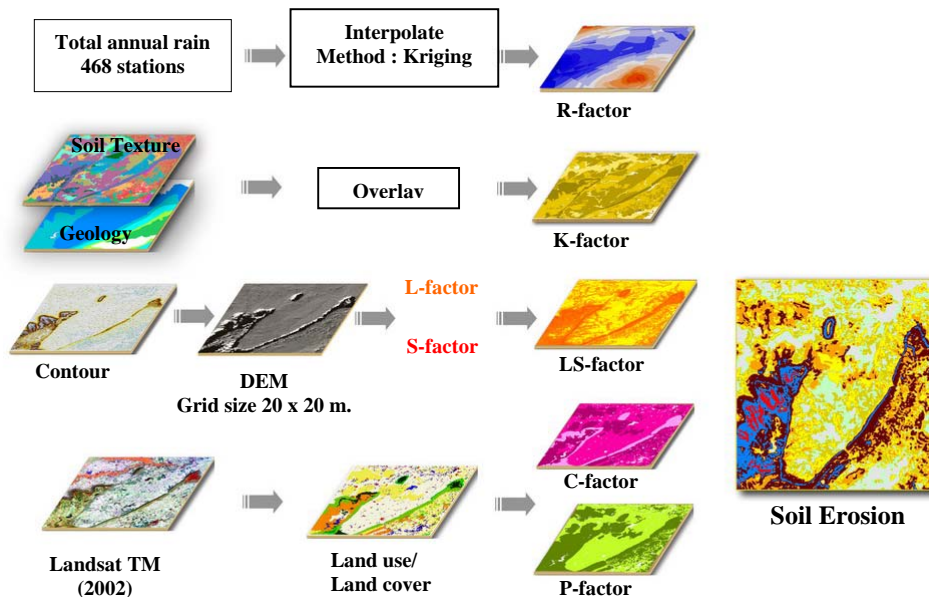 Total annual rain
468 stations
Interpolate
Method : Kriging
R-factor
Soil Texture
Geology
Overlay
K-factor
Contour
DEM
Grid size 20 x 20 m.
L-factor
S-factor
LS-factor
Landsat TM
(2002)
Land use/
Land cover
C-factor
P-factor
Soil Erosion